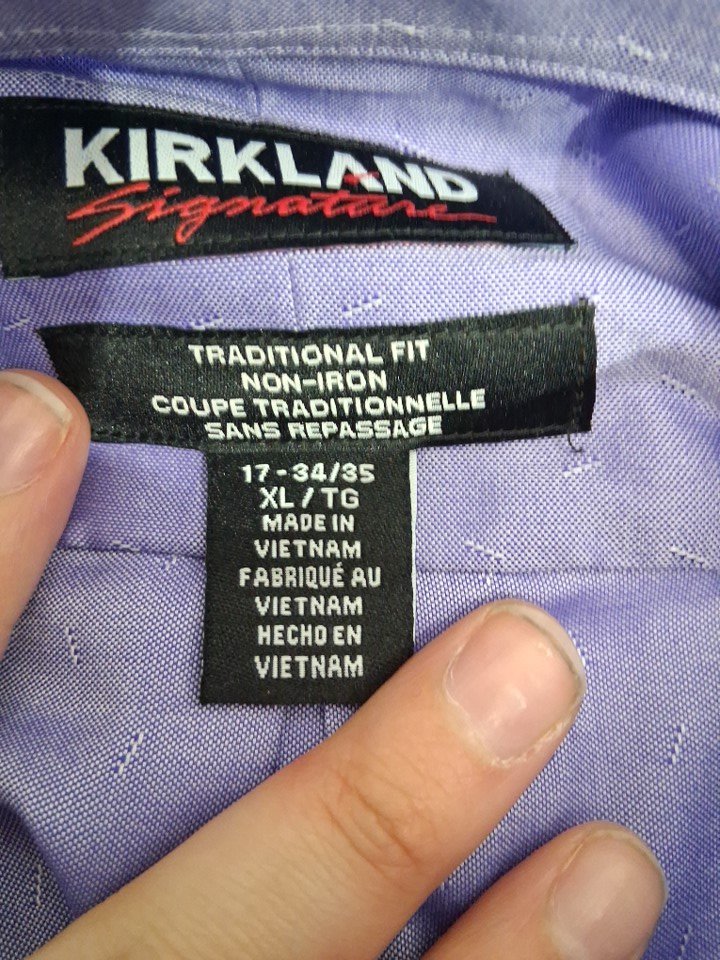 KIRKLAND
Signature
TRADITIONAL FIT
NON-IRON
COUPE TRADITIONNELLE
SANS REPASSAGE
17-34/35
XL/TG
MADE IN
VIETNAM
FABRIQUÉ AU
VIETNAM
HECHO EN
VIETNAM